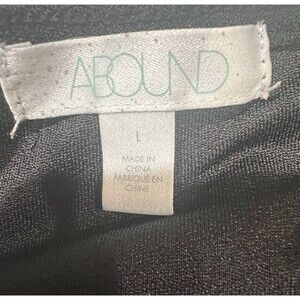 ABOUND
L
MADE IN
CHINA
FABRIQUÉ EN
CHINE